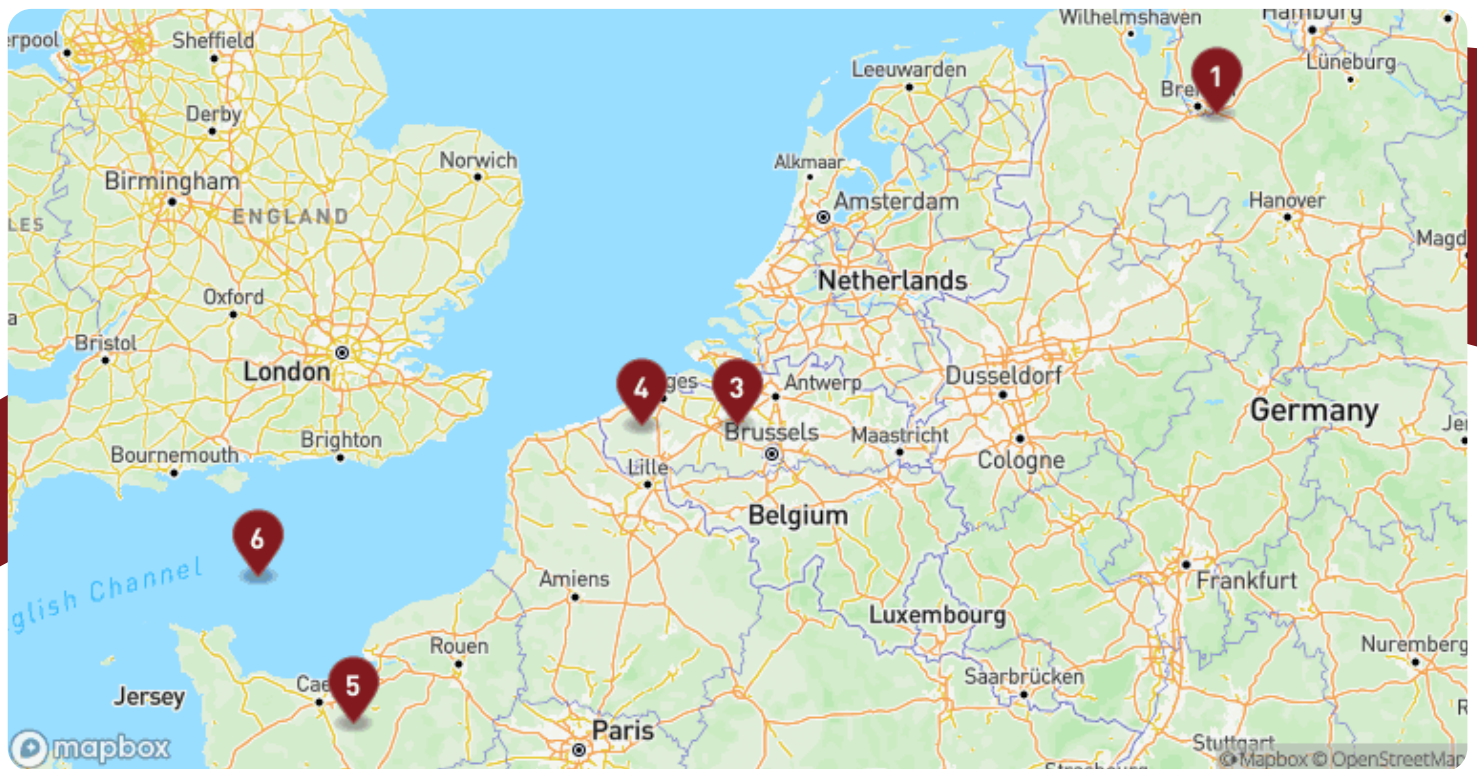 Wilhelmshaven
Hamburg
erpool
Sheffield
Leeuwarden
1
Lüneburg
Bre
Derby
Norwich
Alkmaar
Birmingham
Amsterdam
Hanover
LES
ENGLAND
Magd
Netherlands
Oxford
a
Bristol
London
4
ges
3
Antwerp
Dusseldorf
Germany
Brussels
Maastricht
Je
Brighton
Bournemouth
Lille
Cologne
Belgium
6
glish Channel
Amiens
Frankfurt
Luxembourg
Rouen
Nuremberg
Jersey
Cae
5
Saarbrücken
R
Paris
mapbox
Stuttgart
Strasbourg
© Mapbox © OpenStreetMap